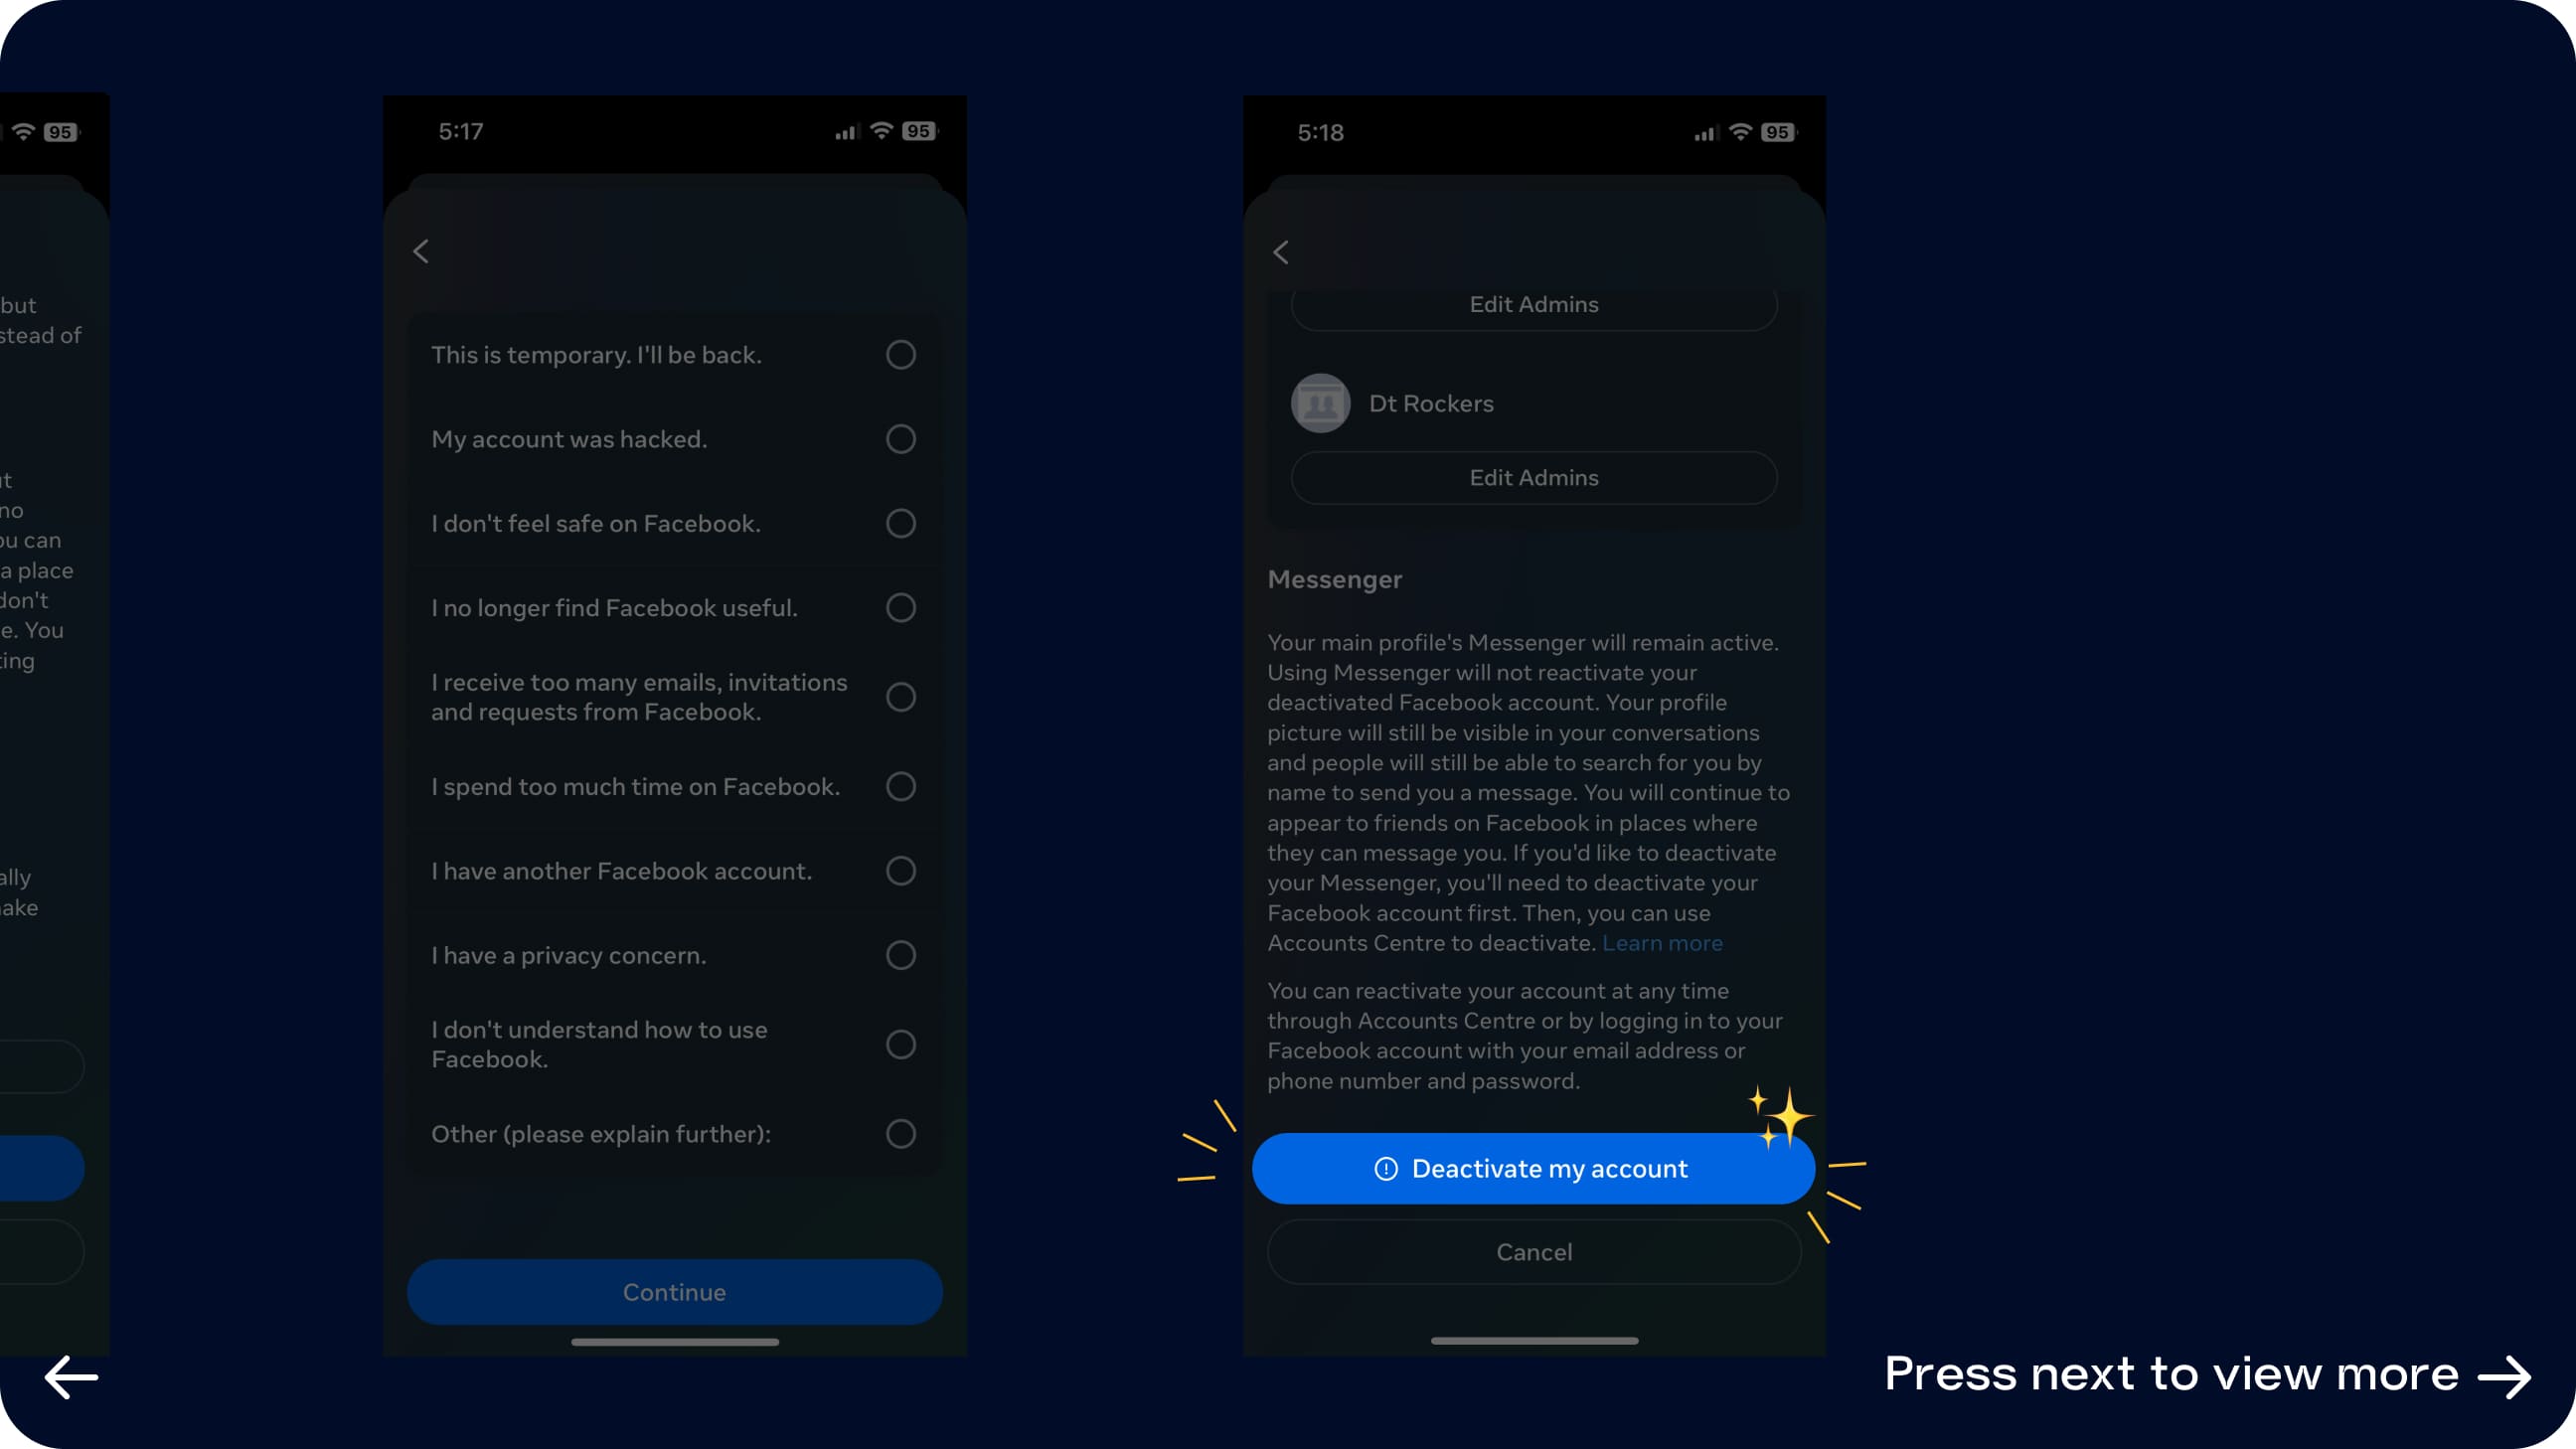 95
but
stead of
no
ou can
a place
don't
e. You
ting
ally
ake
5:17
95
This is temporary. I'll be back.
My account was hacked.
I don't feel safe on Facebook.
I no longer find Facebook useful.
I receive too many emails, invitations
and requests from Facebook.
I spend too much time on Facebook.
I have another Facebook account.
I have a privacy concern.
I don't understand how to use
Facebook.
Other (please explain further):
Continue
5:18
95
Edit Admins
Dt Rockers
Edit Admins
Messenger
Your main profile's Messenger will remain active.
Using Messenger will not reactivate your
deactivated Facebook account. Your profile
picture will still be visible in your conversations
and people will still be able to search for you by
name to send you a message. You will continue to
appear to friends on Facebook in places where
they can message you. If you'd like to deactivate
your Messenger, you'll need to deactivate your
Facebook account first. Then, you can use
Accounts Centre to deactivate. Learn more
You can reactivate your account at any time
through Accounts Centre or by logging in to your
Facebook account with your email address or
phone number and password.
Deactivate my account
Cancel
Press next to view more